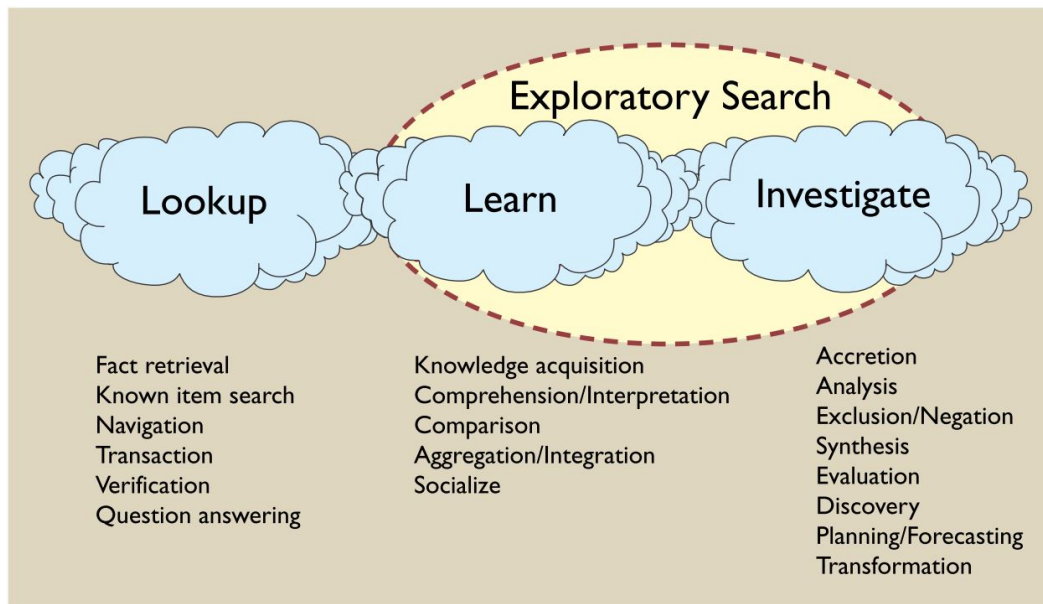 Exploratory Search
Lookup
Learn
Investigate
Fact retrieval
Known item search
Navigation
Transaction
Verification
Question answering
Knowledge acquisition
Comprehension/Interpretation
Comparison
Aggregation/Integration
Socialize
Accretion
Analysis
Exclusion/Negation
Synthesis
Evaluation
Discovery
Planning/Forecasting
Transformation